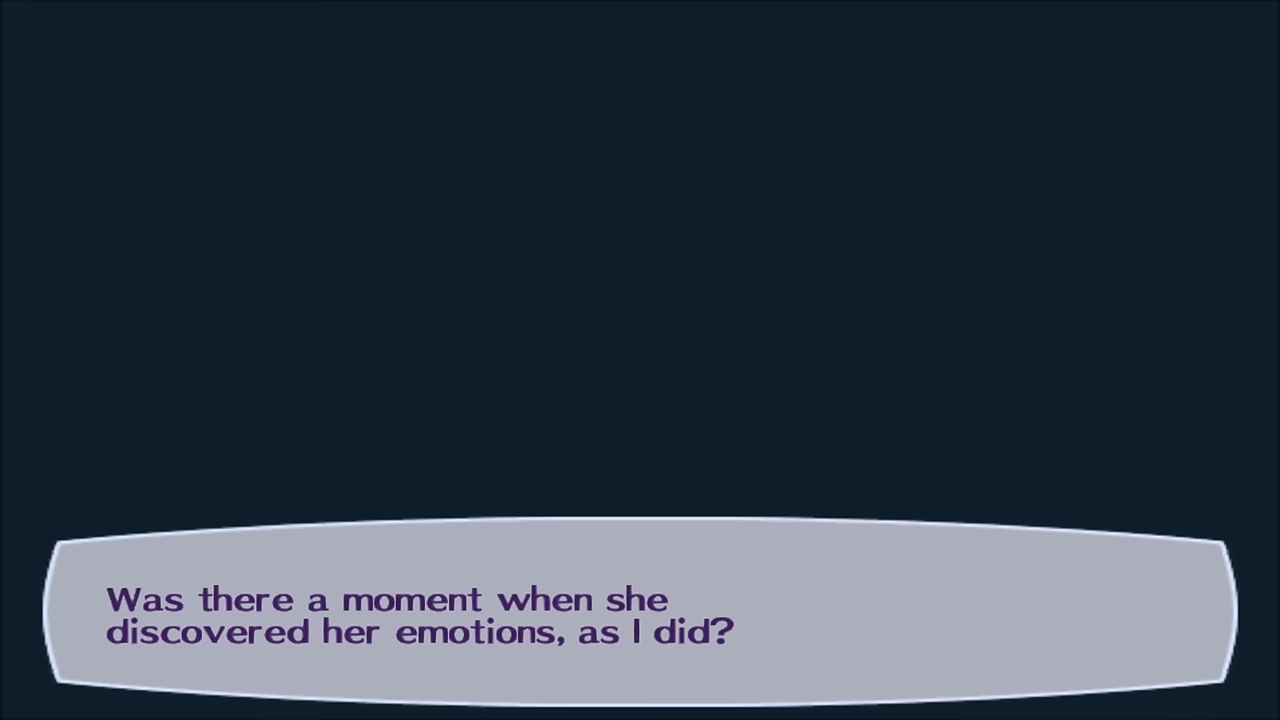 Was there a moment when she
discovered her emotions, as I did?